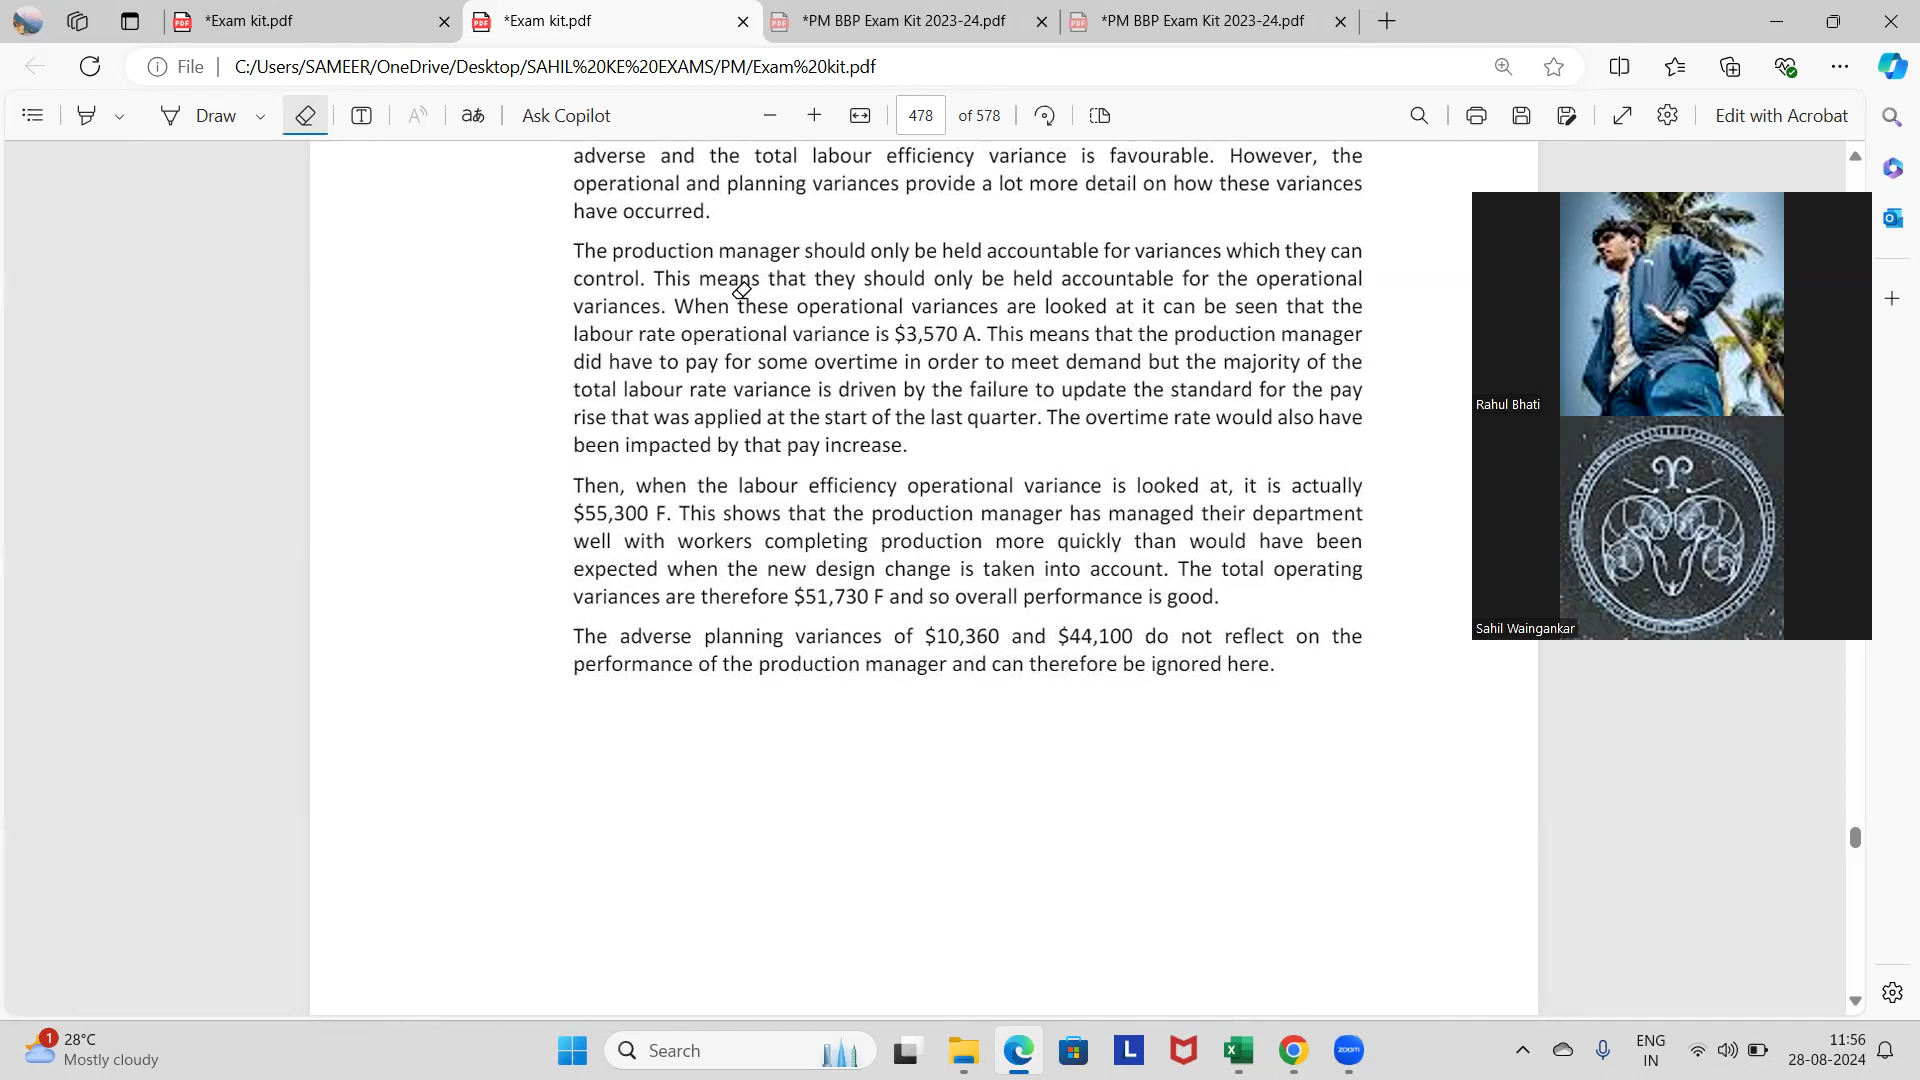 *Exam kit.pdf
*Exam kit.pdf
*PM BBP Exam Kit 2023-24.pdf
*PM BBP Exam Kit 2023-24.pdf
File
C:/Users/SAMEER/OneDrive/Desktop/SAHIL%20KE%20EXAMS/PM/Exam%20kit.pdf
Draw
aあ
Ask Copilot
478
of 578
Edit with Acrobat
adverse and the total labour efficiency variance is favourable. However, the
operational and planning variances provide a lot more detail on how these variances
have occurred.
The production manager should only be held accountable for variances which they can
control. This means that they should only be held accountable for the operational
variances. When these operational variances are looked at it can be seen that the
labour rate operational variance is $3,570 A. This means that the production manager
did have to pay for some overtime in order to meet demand but the majority of the
total labour rate variance is driven by the failure to update the standard for the pay
rise that was applied at the start of the last quarter. The overtime rate would also have
been impacted by that pay increase.
Then, when the labour efficiency operational variance is looked at, it is actually
$55,300 F. This shows that the production manager has managed their department
well with workers completing production more quickly than would have been
expected when the new design change is taken into account. The total operating
variances are therefore $51,730 F and so overall performance is good.
The adverse planning variances of $10,360 and $44,100 do not reflect on the
performance of the production manager and can therefore be ignored here.
Rahul Bhati
Sahil Waingankar
1
28°C
Mostly cloudy
Search
L
zoom
ENG
IN
11:56
28-08-2024